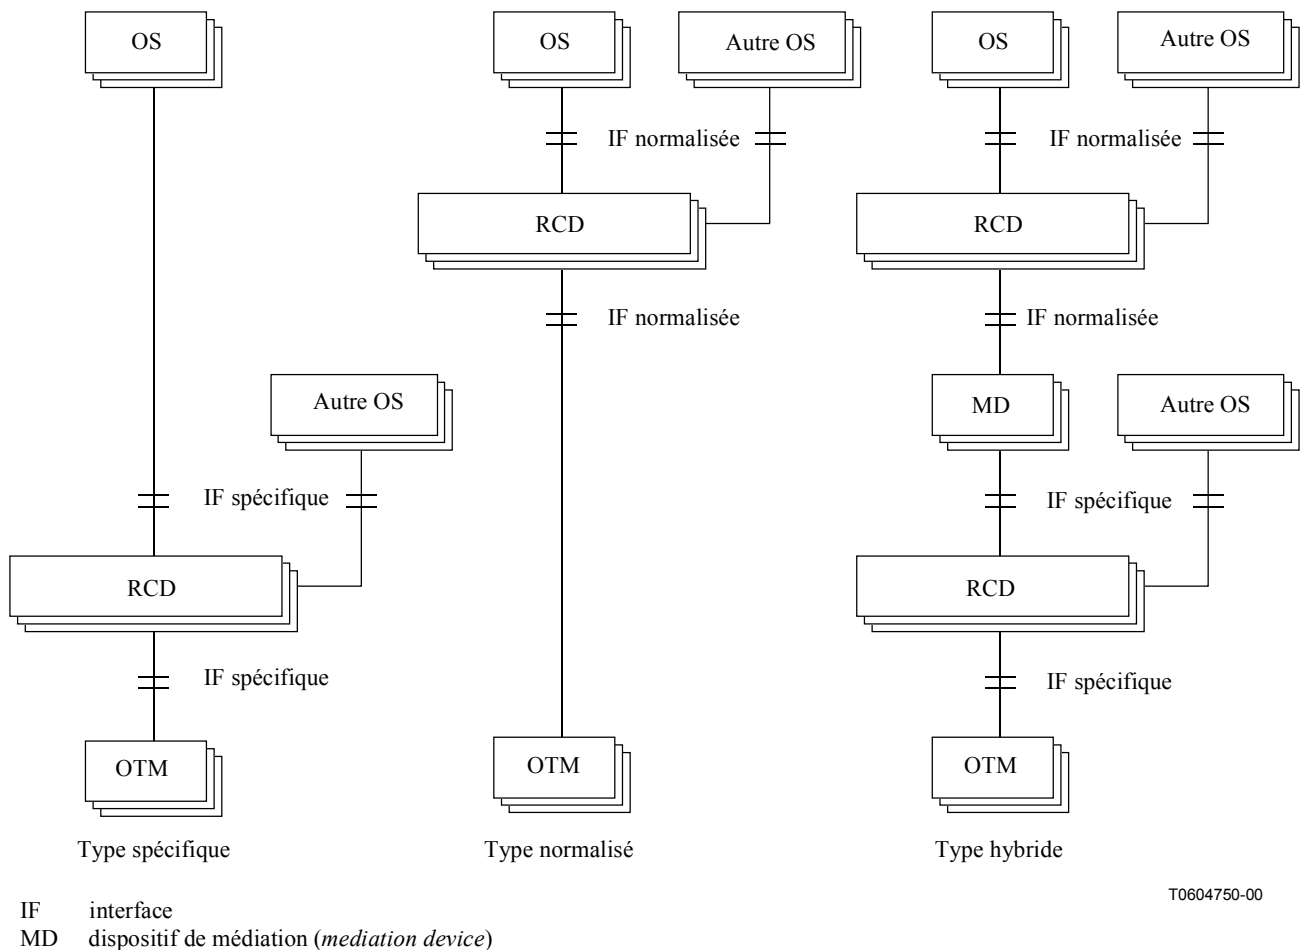 OS
OS
Autre OS
OS
Autre OS
IF normalisée
IF normalisée
RCD
RCD
IF normalisée
IF normalisée
Autre OS
MD
Autre OS
IF spécifique
IF spécifique
RCD
RCD
IF spécifique
IF spécifique
OTM
OTM
OTM
Type spécifique
Type normalisé
Type hybride
T0604750-00
IF interface
MD dispositif de médiation (mediation device)